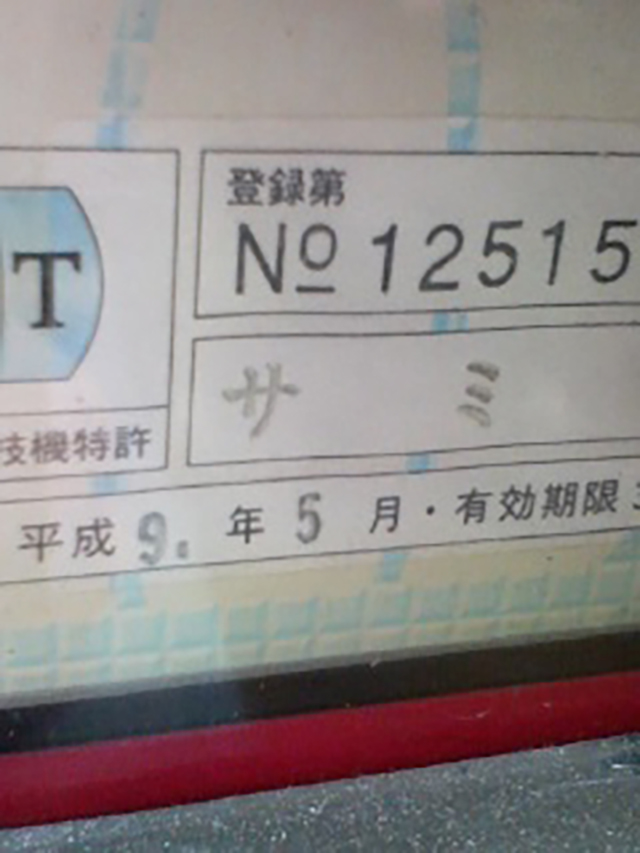 登録第
T
No 12515
サ ミ
技機特許
平成 9. 年 5 月・有効期限